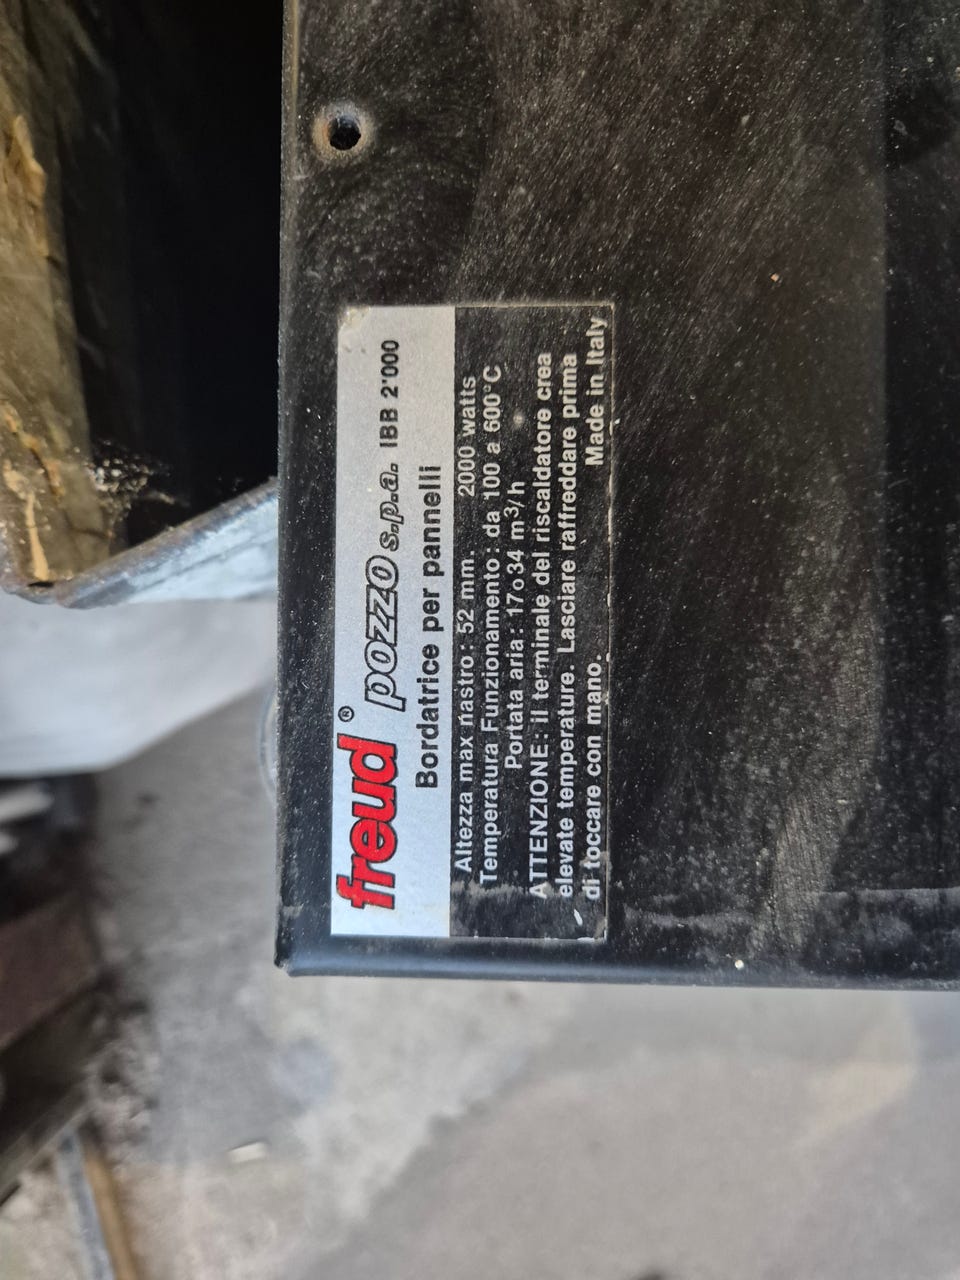 freud® pozzo s.p.a. IBB 2'000
Bordatrice per pannelli
Altezza max nastro: 52 mm. 2000 watts
Temperatura Funzionamento: da 100 a 600°C
Portata aria: 17 o 34 m³/h
ATTENZIONE: il terminale del riscaldatore crea
elevate temperature. Lasciare raffreddare prima
di toccare con mano. Made in Italy